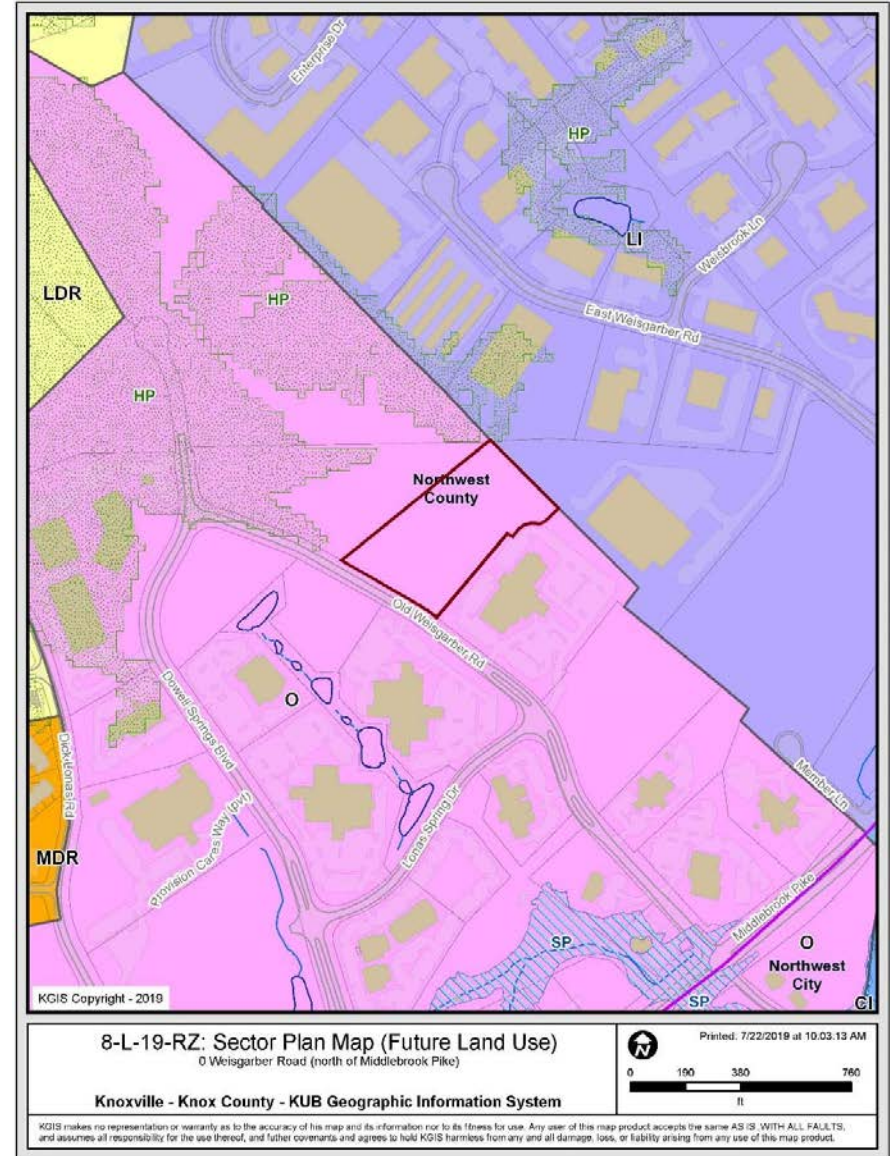 Enterprise Dr
HP
LI
Weisbrook Ln
LDR
HP
East Weisgarber Rd
HP
Northwest
County
Old Weisgarber Rd
O
Dowell Springs Blvd
Dick Lonas Rd
Member Ln
Lonas Spring Dr
Provision Cares Way (pvt)
MDR
Middlebrook Pike
SP
O
Northwest
City
SP
CI
KGIS Copyright - 2019
8-L-19-RZ: Sector Plan Map (Future Land Use)
0 Weisgarber Road (north of Middlebrook Pike)
Knoxville - Knox County - KUB Geographic Information System
Printed: 7/22/2019 at 10.03.13 AM
0 190 380 760
ft
KGIS makes no representation or warranty as to the accuracy of his map and its information nor to its fitness for use. Any user of this map product accepts the same AS IS ,WITH ALL FAULTS,
and assumes all responsibility for the use thereof, and futher covenants and agrees to hold KGIS harmless from any and all damage, loss, or liability arising from any use of this map product.